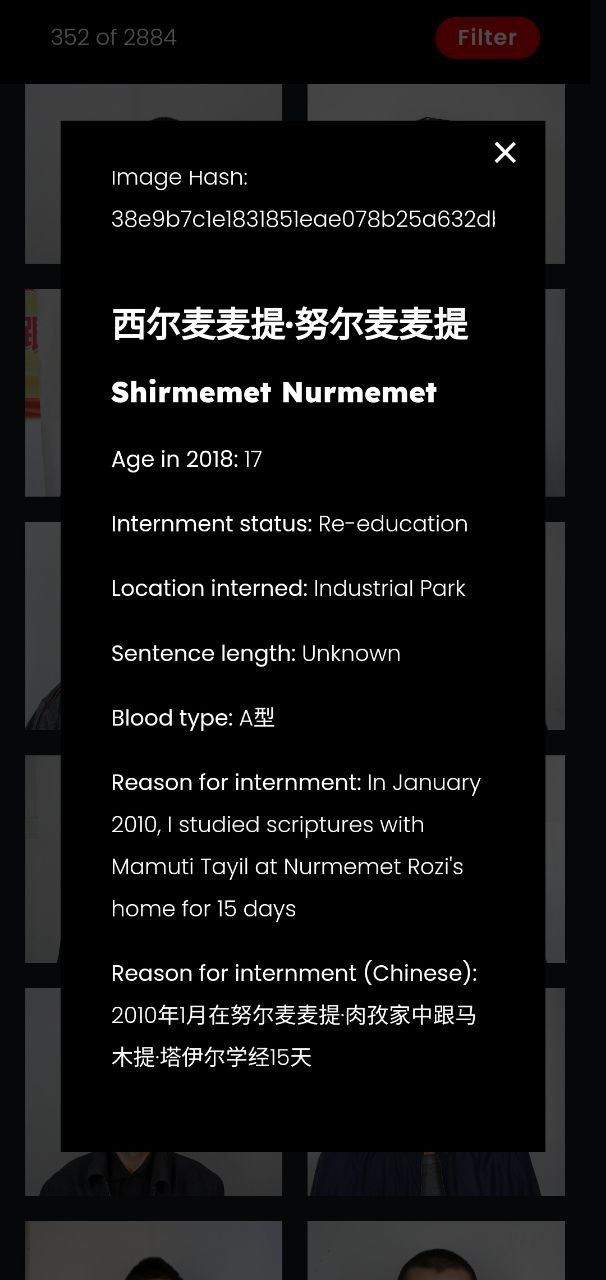 352 of 2884
Filter
Image Hash:
38e9b7c1e1831851eae078b25a632d
西尔麦麦提·努尔麦麦提
Shirmemet Nurmemet
Age in 2018: 17
Internment status: Re-education
Location interned: Industrial Park
Sentence length: Unknown
Blood type: A型
Reason for internment: In January
2010, I studied scriptures with
Mamuti Tayil at Nurmemet Rozi's
home for 15 days
Reason for internment (Chinese):
2010年1月在努尔麦麦提·肉孜家中跟马
木提·塔伊尔学经15天